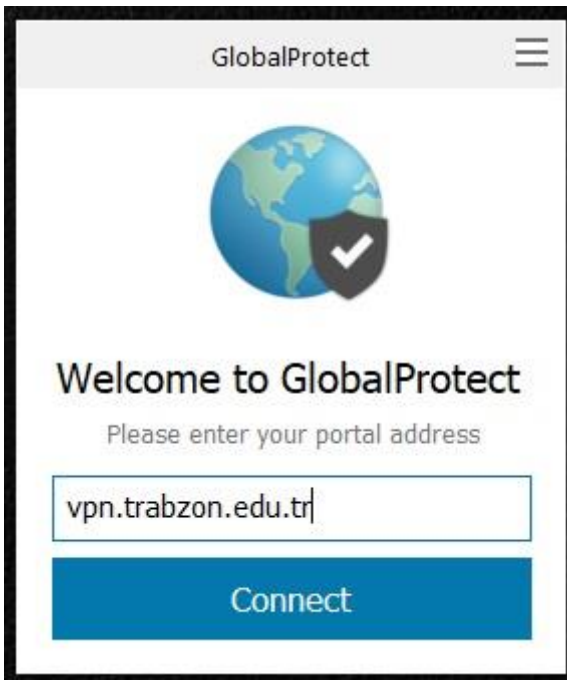 GlobalProtect
Welcome to GlobalProtect
Please enter your portal address
vpn.trabzon.edu.tr
Connect